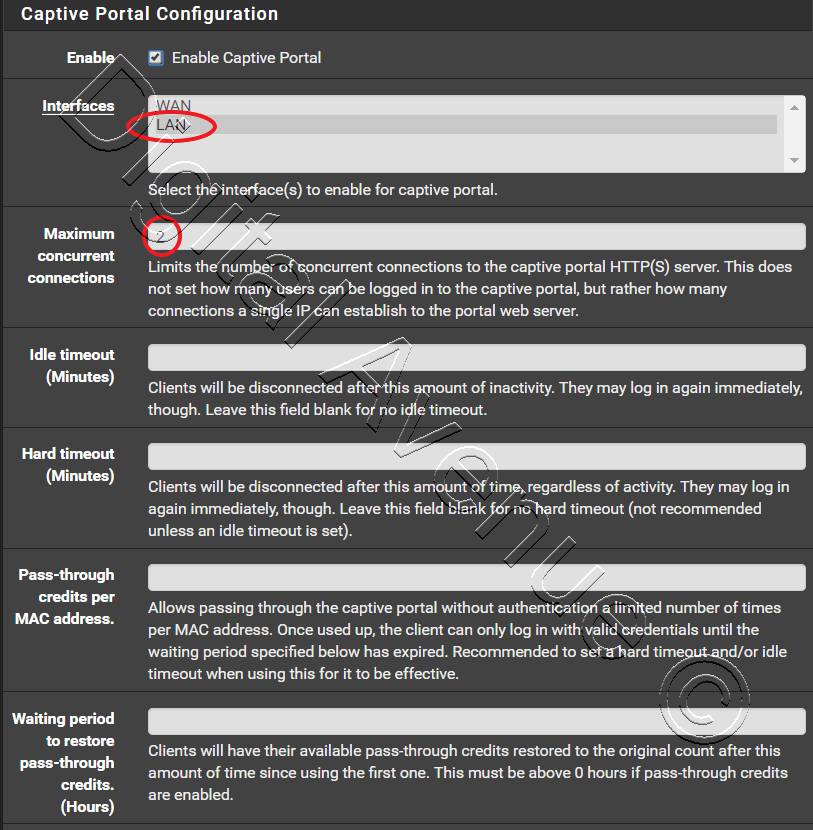 Captive Portal Configuration
Enable
Enable Captive Portal
Interfaces
WAN
LAN
Select the interface(s) to enable for captive portal.
Maximum
concurrent
connections
2
Limits the number of concurrent connections to the captive portal HTTP(S) server. This does
not set how many users can be logged in to the captive portal, but rather how many
connections a single IP can establish to the portal web server.
Idle timeout
(Minutes)
Clients will be disconnected after this amount of inactivity. They may log in again immediately,
though. Leave this field blank for no idle timeout.
Hard timeout
(Minutes)
Clients will be disconnected after this amount of time, regardless of activity. They may log in
again immediately, though. Leave this field blank for no hard timeout (not recommended
unless an idle timeout is set).
Pass-through
credits per
MAC address.
Allows passing through the captive portal without authentication a limited number of times
per MAC address. Once used up, the client can only log in with valid credentials until the
waiting period specified below has expired. Recommended to set a hard timeout and/or idle
timeout when using this for it to be effective.
Waiting period
to restore
pass-through
credits.
(Hours)
Clients will have their available pass-through credits restored to the original count after this
amount of time since using the first one. This must be above 0 hours if pass-through credits
are enabled.
Digital Avenue ©